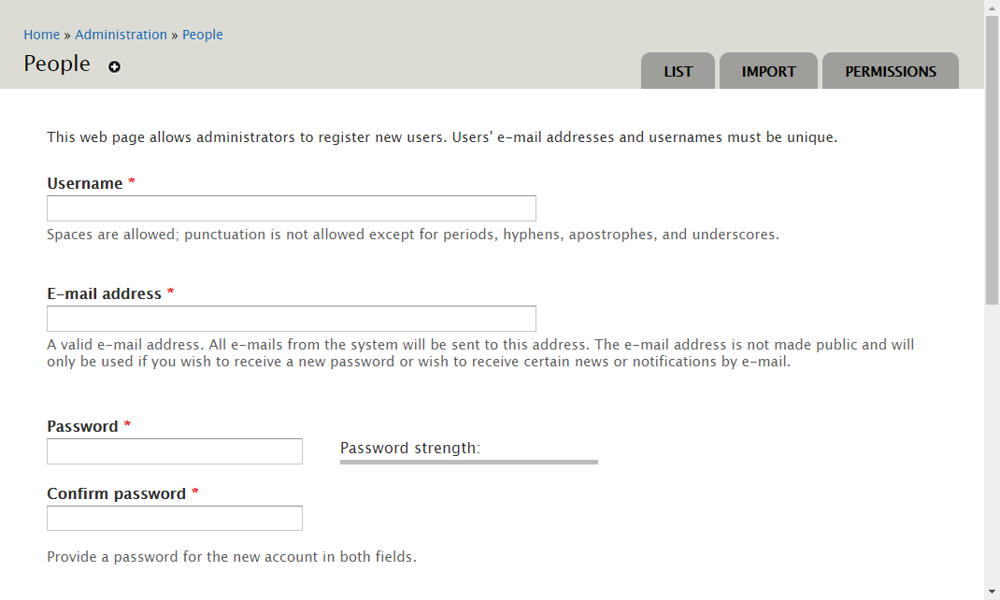 Home » Administration » People
People
LIST IMPORT PERMISSIONS
This web page allows administrators to register new users. Users' e-mail addresses and usernames must be unique.
Username *
Spaces are allowed; punctuation is not allowed except for periods, hyphens, apostrophes, and underscores.
E-mail address *
A valid e-mail address. All e-mails from the system will be sent to this address. The e-mail address is not made public and will
only be used if you wish to receive a new password or wish to receive certain news or notifications by e-mail.
Password *
Password strength:
Confirm password *
Provide a password for the new account in both fields.